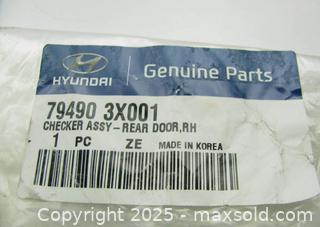 HYUNDAI
Genuine Parts
79490 3X001
CHECKER ASSY-REAR DOOR,RH
1 PC ZE MADE IN KOREA
Copyright 2025 - maxsold.com